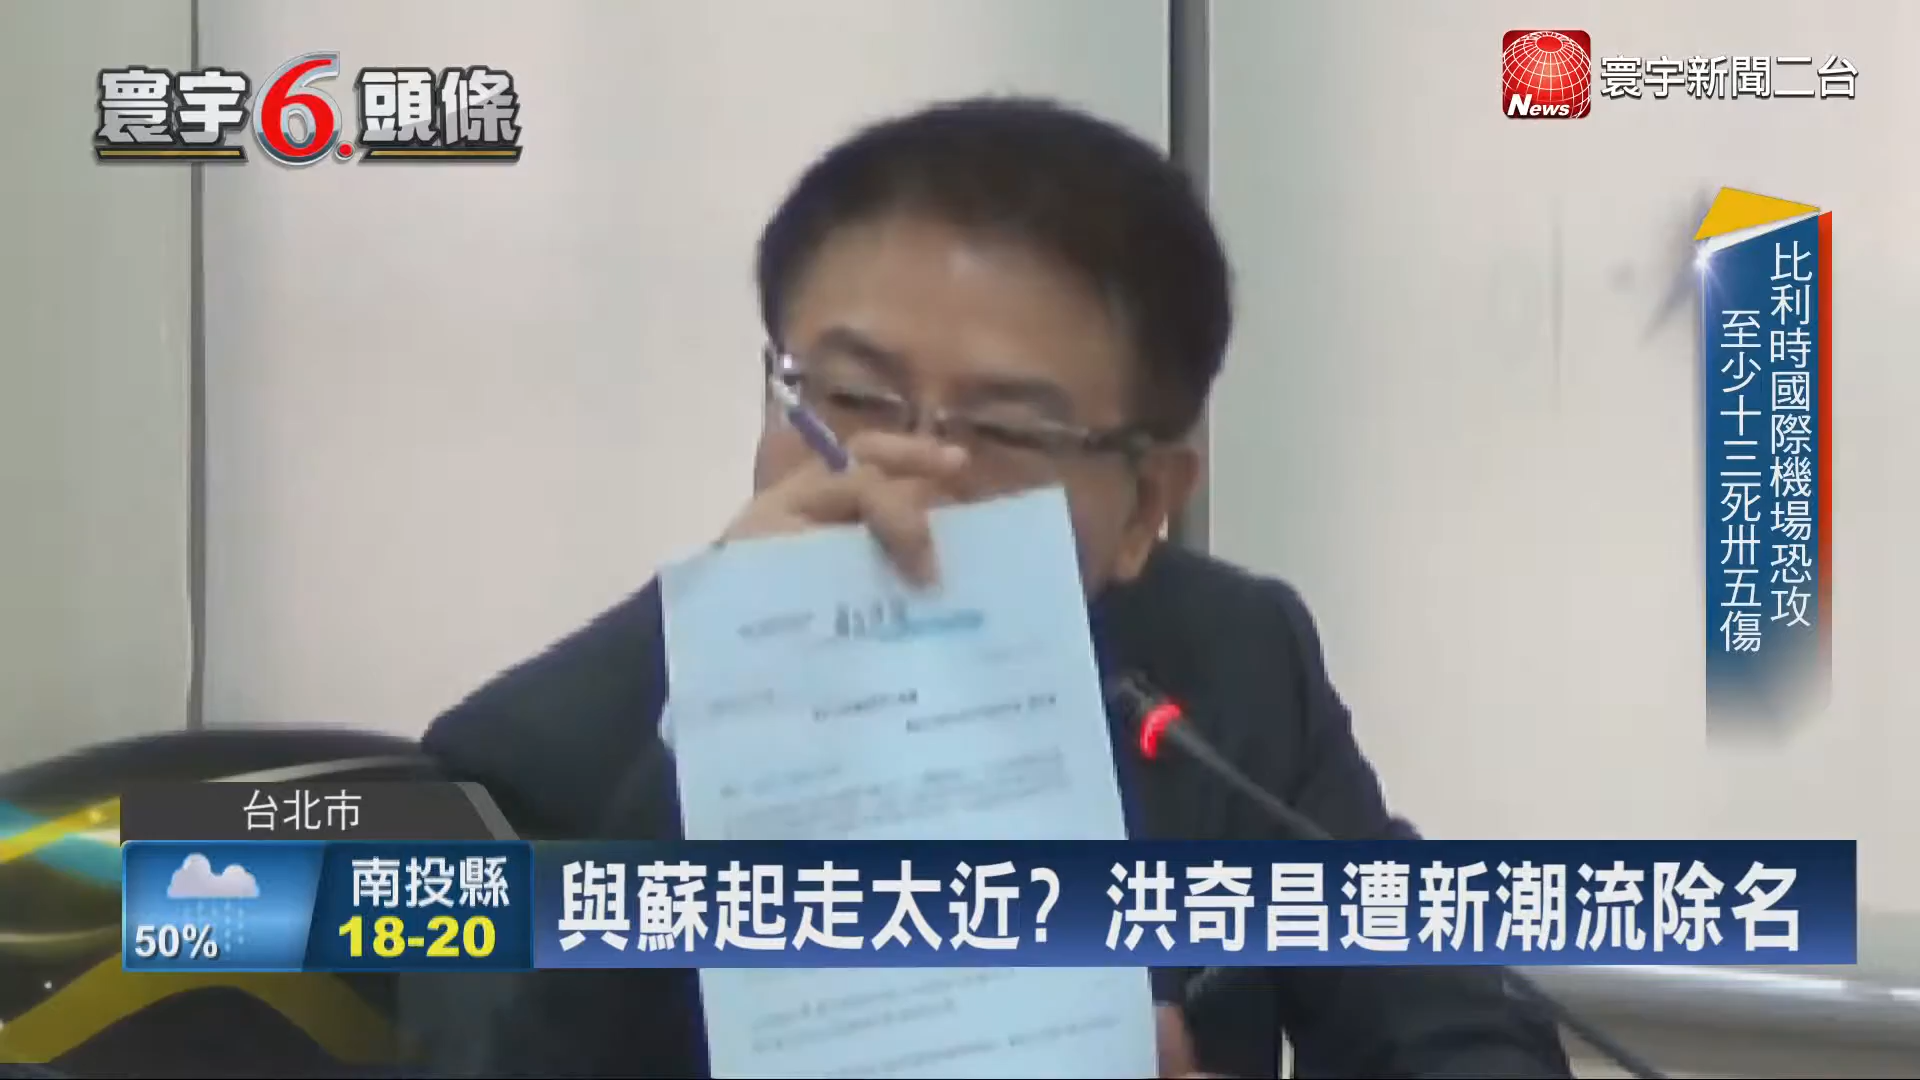 寰宇6.頭條
News
寰宇新聞二台
比利時國際機場恐攻
至少十三死卅五傷
台北市
50%
南投縣
18-20
與蘇起走太近? 洪奇昌遭新潮流除名